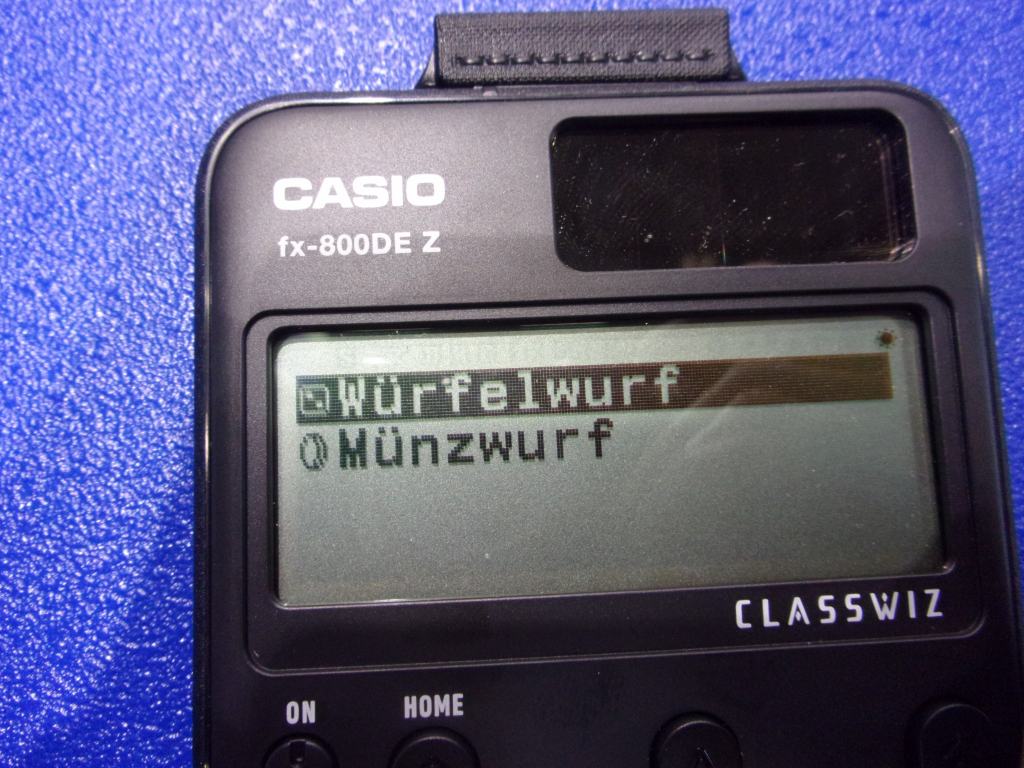 CASIO
fx-800DE Z
Würfelwurf
Münzwurf
CLASSWIZ
ON HOME